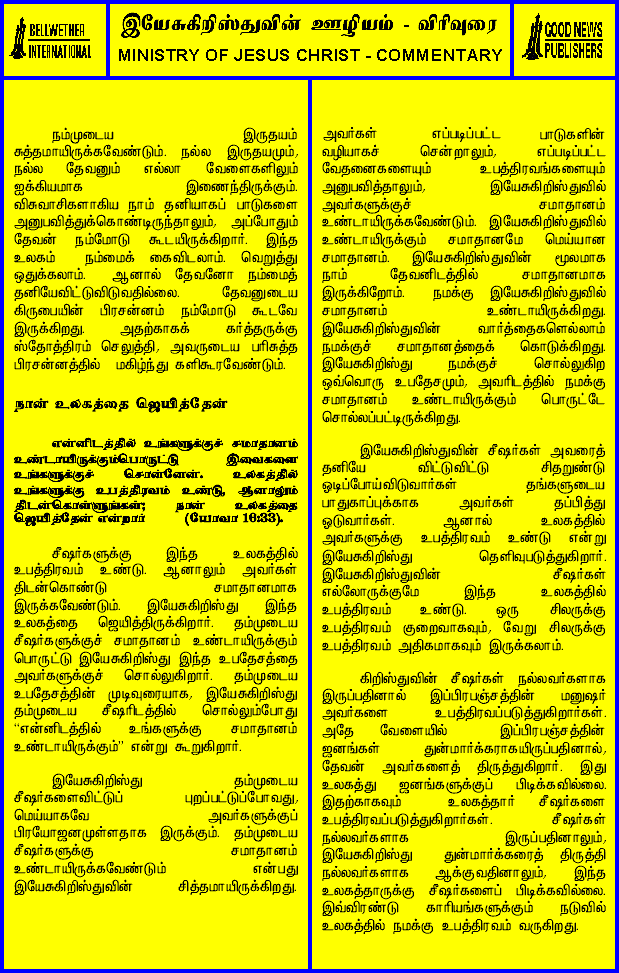 BELLWETHER
INTERNATIONAL
இயேசுகிறிஸ்துவின் ஊழியம் - விரிவுரை
MINISTRY OF JESUS CHRIST - COMMENTARY
GOOD NEWS
PUBLISHERS
நம்முடைய இருதயம்
சுத்தமாயிருக்கவேண்டும். நல்ல இருதயமும்,
நல்ல தேவனும் எல்லா வேளைகளிலும்
ஐக்கியமாக இணைந்திருக்கும்.
விசுவாசிகளாகிய நாம் தனியாகப் பாடுகளை
அனுபவித்துக்கொண்டிருந்தாலும், அப்போதும்
தேவன் நம்மோடு கூடயிருக்கிறார். இந்த
உலகம் நம்மைக் கைவிடலாம். வெறுத்து
ஒதுக்கலாம். ஆனால் தேவனோ நம்மைத்
தனியேவிட்டுவிடுவதில்லை. தேவனுடைய
கிருபையின் பிரசன்னம் நம்மோடு கூடவே
இருக்கிறது. அதற்காகக் கர்த்தருக்கு
ஸ்தோத்திரம் செலுத்தி, அவருடைய பரிசுத்த
பிரசன்னத்தில் மகிழ்ந்து களிகூரவேண்டும்.
நான் உலகத்தை ஜெயித்தேன்
என்னிடத்தில் உங்களுக்குச் சமாதானம்
உண்டாயிருக்கும்பொருட்டு இவைகளை
உங்களுக்குச் சொன்னேன். உலகத்தில்
உங்களுக்கு உபத்திரவம் உண்டு, ஆனாலும்
திடன்கொள்ளுங்கள்; நான் உலகத்தை
ஜெயித்தேன் என்றார் (யோவா 16:33).
சீஷர்களுக்கு இந்த உலகத்தில்
உபத்திரவம் உண்டு. ஆனாலும் அவர்கள்
திடன்கொண்டு சமாதானமாக
இருக்கவேண்டும். இயேசுகிறிஸ்து இந்த
உலகத்தை ஜெயித்திருக்கிறார். தம்முடைய
சீஷர்களுக்குச் சமாதானம் உண்டாயிருக்கும்
பொருட்டு இயேசுகிறிஸ்து இந்த உபதேசத்தை
அவர்களுக்குச் சொல்லுகிறார். தம்முடைய
உபதேசத்தின் முடிவுரையாக, இயேசுகிறிஸ்து
தம்முடைய சீஷரிடத்தில் சொல்லும்போது
“என்னிடத்தில் உங்களுக்கு சமாதானம்
உண்டாயிருக்கும்” என்று கூறுகிறார்.
இயேசுகிறிஸ்து தம்முடைய
சீஷர்களைவிட்டுப் புறப்பட்டுப்போவது,
மெய்யாகவே அவர்களுக்குப்
பிரயோஜனமுள்ளதாக இருக்கும். தம்முடைய
சீஷர்களுக்கு சமாதானம்
உண்டாயிருக்கவேண்டும் என்பது
இயேசுகிறிஸ்துவின் சித்தமாயிருக்கிறது.
அவர்கள் எப்படிப்பட்ட பாடுகளின்
வழியாகச் சென்றாலும், எப்படிப்பட்ட
வேதனைகளையும் உபத்திரவங்களையும்
அனுபவித்தாலும், இயேசுகிறிஸ்துவில்
அவர்களுக்குச் சமாதானம்
உண்டாயிருக்கவேண்டும். இயேசுகிறிஸ்துவில்
உண்டாயிருக்கும் சமாதானமே மெய்யான
சமாதானம். இயேசுகிறிஸ்துவின் மூலமாக
நாம் தேவனிடத்தில் சமாதானமாக
இருக்கிறோம். நமக்கு இயேசுகிறிஸ்துவில்
சமாதானம் உண்டாயிருக்கிறது.
இயேசுகிறிஸ்துவின் வார்த்தைகளெல்லாம்
நமக்குச் சமாதானத்தைக் கொடுக்கிறது.
இயேசுகிறிஸ்து நமக்குச் சொல்லுகிற
ஒவ்வொரு உபதேசமும், அவரிடத்தில் நமக்கு
சமாதானம் உண்டாயிருக்கும் பொருட்டே
சொல்லப்பட்டிருக்கிறது.
இயேசுகிறிஸ்துவின் சீஷர்கள் அவரைத்
தனியே விட்டுவிட்டு சிதறுண்டு
ஓடிப்போய்விடுவார்கள் தங்களுடைய
பாதுகாப்புக்காக அவர்கள் தப்பித்து
ஓடுவார்கள். ஆனால் உலகத்தில்
அவர்களுக்கு உபத்திரவம் உண்டு என்று
இயேசுகிறிஸ்து தெளிவுபடுத்துகிறார்.
இயேசுகிறிஸ்துவின் சீஷர்கள்
எல்லோருக்குமே இந்த உலகத்தில்
உபத்திரவம் உண்டு. ஒரு சிலருக்கு
உபத்திரவம் குறைவாகவும், வேறு சிலருக்கு
உபத்திரவம் அதிகமாகவும் இருக்கலாம்.
கிறிஸ்துவின் சீஷர்கள் நல்லவர்களாக
இருப்பதினால் இப்பிரபஞ்சத்தின் மனுஷர்
அவர்களை உபத்திரவப்படுத்துகிறார்கள்.
அதே வேளையில் இப்பிரபஞ்சத்தின்
ஜனங்கள் துன்மார்க்கராகயிருப்பதினால்,
தேவன் அவர்களைத் திருத்துகிறார். இது
உலகத்து ஜனங்களுக்குப் பிடிக்கவில்லை.
இதற்காகவும் உலகத்தார் சீஷர்களை
உபத்திரவப்படுத்துகிறார்கள். சீஷர்கள்
நல்லவர்களாக இருப்பதினாலும்,
இயேசுகிறிஸ்து துன்மார்க்கரைத் திருத்தி
நல்லவர்களாக ஆக்குவதினாலும், இந்த
உலகத்தாருக்கு சீஷர்களைப் பிடிக்கவில்லை.
இவ்விரண்டு காரியங்களுக்கும் நடுவில்
உலகத்தில் நமக்கு உபத்திரவம் வருகிறது.